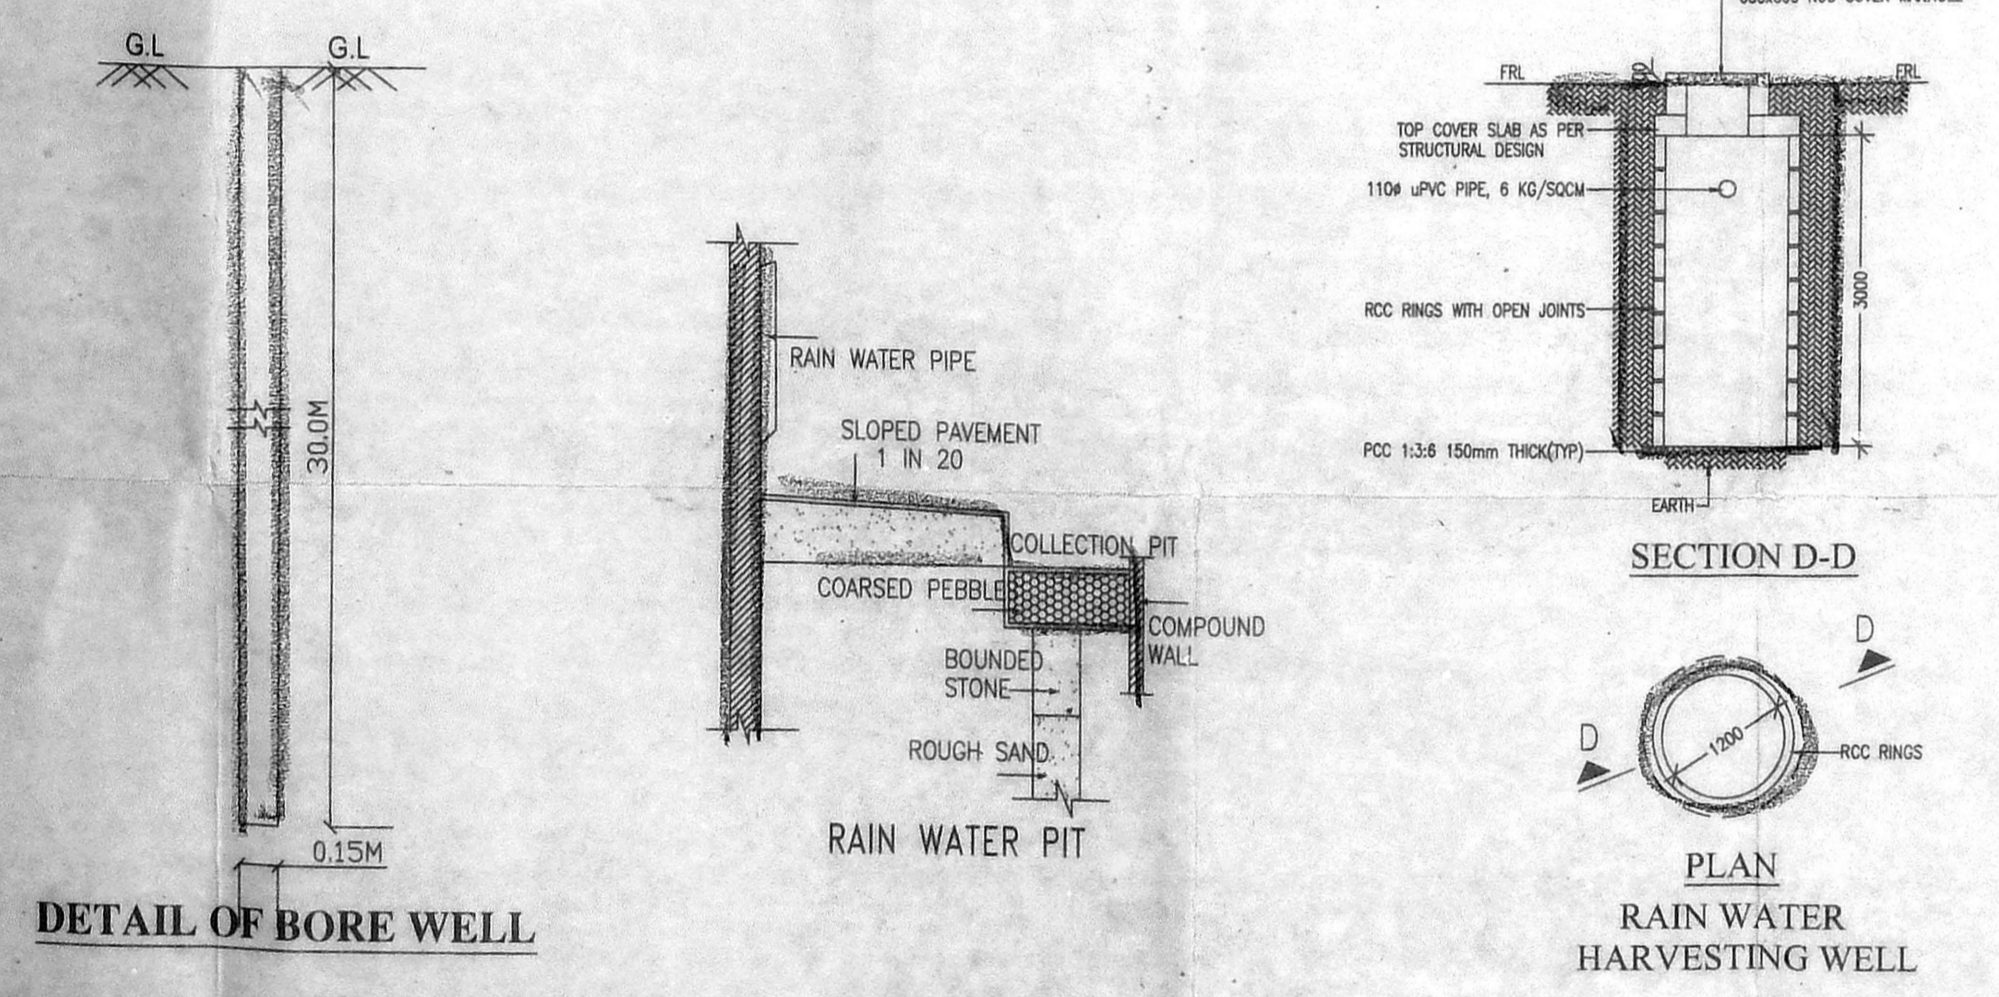 G.L
G.L
30.0M
0.15M
DETAIL OF BORE WELL
RAIN WATER PIPE
SLOPED PAVEMENT
1 IN 20
COLLECTION PIT
COARSED PEBBLE
COMPOUND
WALL
BOUNDED
STONE
ROUGH SAND
RAIN WATER PIT
FRL
FRL
TOP COVER SLAB AS PER
STRUCTURAL DESIGN
110ø uPVC PIPE, 6 KG/SQCM
3000
RCC RINGS WITH OPEN JOINTS
PCC 1:3:6 150mm THICK(TYP)
EARTH
SECTION D-D
D
D
1200
RCC RINGS
PLAN
RAIN WATER
HARVESTING WELL